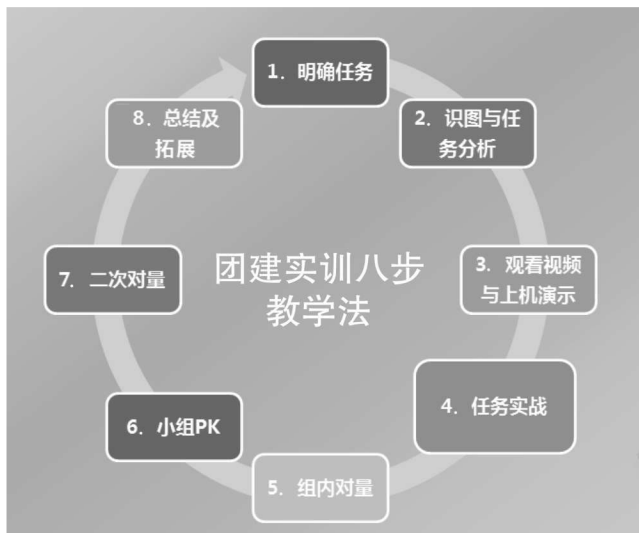 1. 明确任务
2. 识图与任
务分析
3. 观看视频
与上机演示
4. 任务实战
5. 组内对量
6. 小组PK
7. 二次对量
8. 总结及
拓展
团建实训八步
教学法